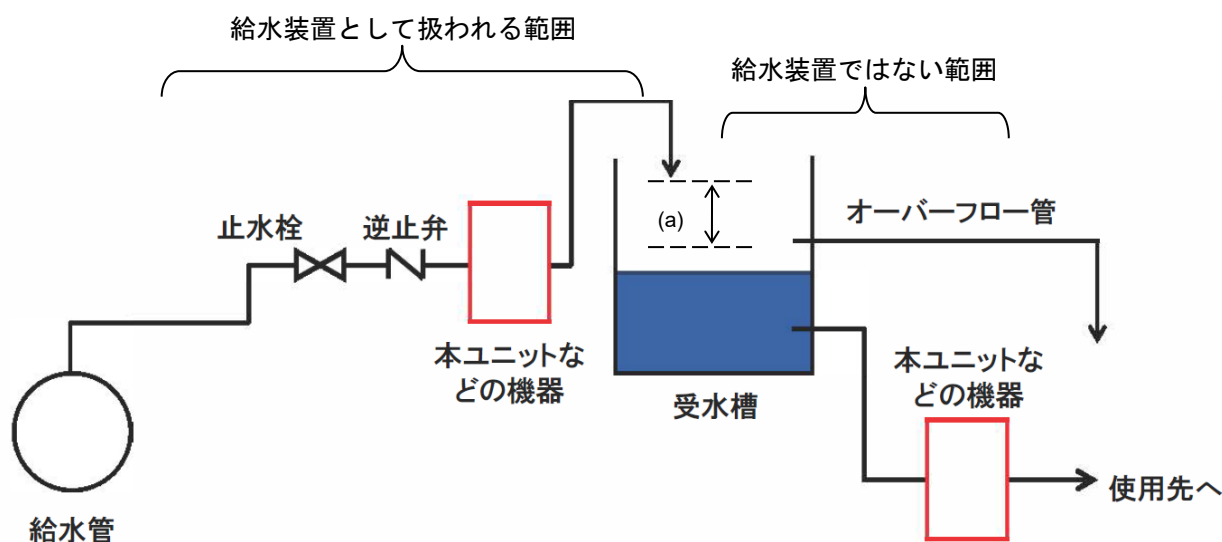 給水装置として扱われる範囲
給水装置ではない範囲
(a)
オーバーフロー管
止水栓
逆止弁
本ユニットな
どの機器
受水槽
本ユニットな
どの機器
使用先へ
給水管